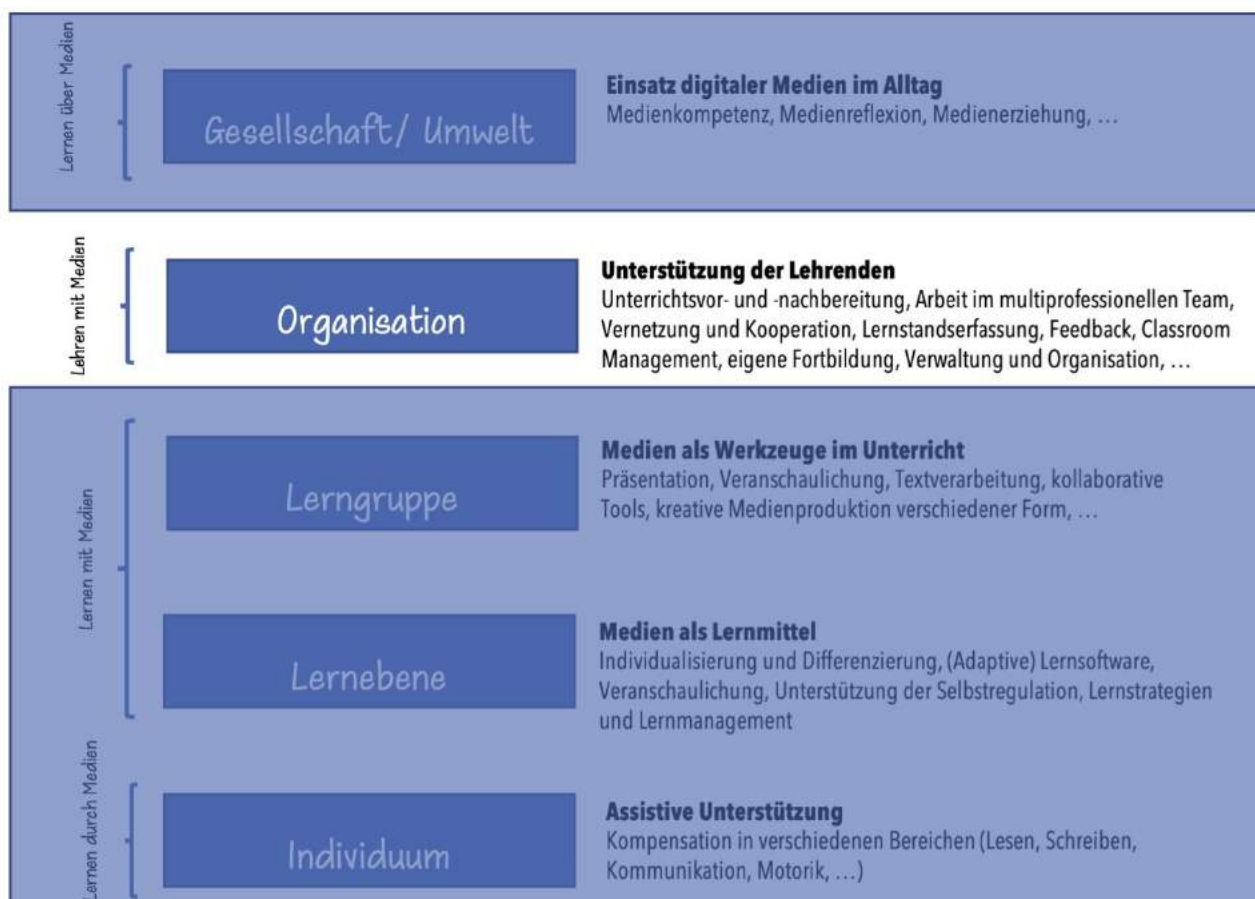 Lernen über Medien
Gesellschaft/ Umwelt
Einsatz digitaler Medien im Alltag
Medienkompetenz, Medienreflexion, Medienerziehung, …
Lehren mit Medien
Organisation
Unterstützung der Lehrenden
Unterrichtsvor- und -nachbereitung, Arbeit im multiprofessionellen Team,
Vernetzung und Kooperation, Lernstandserfassung, Feedback, Classroom
Management, eigene Fortbildung, Verwaltung und Organisation, …
Lernen mit Medien
Lerngruppe
Medien als Werkzeuge im Unterricht
Präsentation, Veranschaulichung, Textverarbeitung, kollaborative
Tools, kreative Medienproduktion verschiedener Form, …
Lernebene
Medien als Lernmittel
Individualisierung und Differenzierung, (Adaptive) Lernsoftware,
Veranschaulichung, Unterstützung der Selbstregulation, Lernstrategien
und Lernmanagement
Lernen durch Medien
Individuum
Assistive Unterstützung
Kompensation in verschiedenen Bereichen (Lesen, Schreiben,
Kommunikation, Motorik, …)